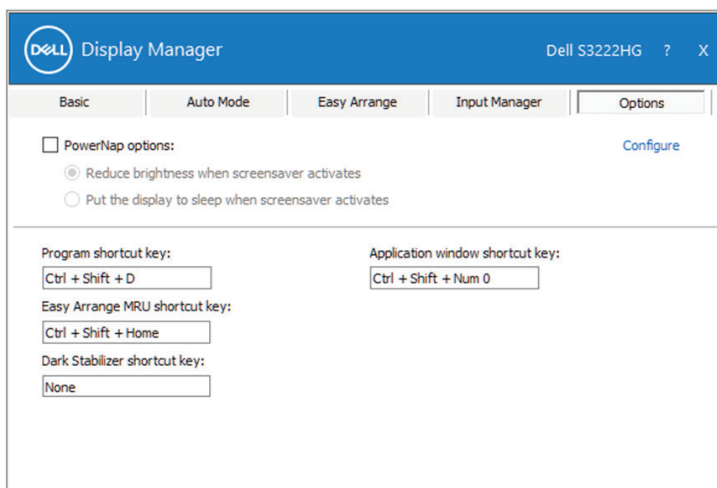 DELL Display Manager Dell S3222HG ? X
Basic Auto Mode Easy Arrange Input Manager Options
PowerNap options: Configure
Reduce brightness when screensaver activates
Put the display to sleep when screensaver activates
Program shortcut key: Application window shortcut key:
Ctrl + Shift + D Ctrl + Shift + Num 0
Easy Arrange MRU shortcut key:
Ctrl + Shift + Home
Dark Stabilizer shortcut key:
None